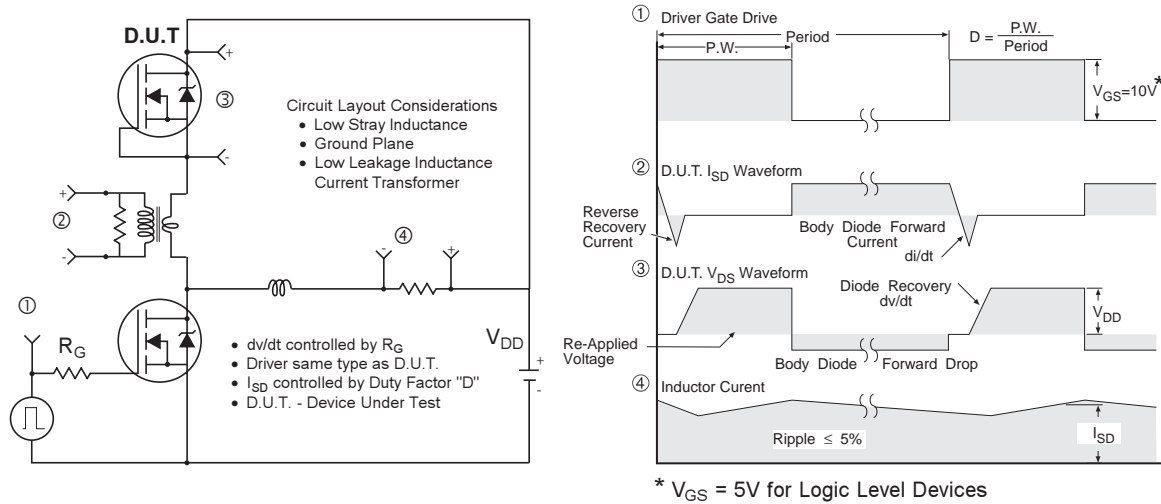 D.U.T
+
③
-
Circuit Layout Considerations
• Low Stray Inductance
• Ground Plane
• Low Leakage Inductance
Current Transformer
+
②
-
④
-
+
①
R_G
V_DD
+
-
• dv/dt controlled by R_G
• Driver same type as D.U.T.
• I_SD controlled by Duty Factor "D"
• D.U.T. - Device Under Test
① Driver Gate Drive
Period
P.W.
D = P.W. / Period
V_GS=10V*
② D.U.T. I_SD Waveform
Reverse
Recovery
Current
Body Diode Forward
Current
di/dt
③ D.U.T. V_DS Waveform
Diode Recovery
dv/dt
V_DD
Re-Applied
Voltage
Body Diode Forward Drop
④ Inductor Curent
Ripple ≤ 5%
I_SD
* V_GS = 5V for Logic Level Devices